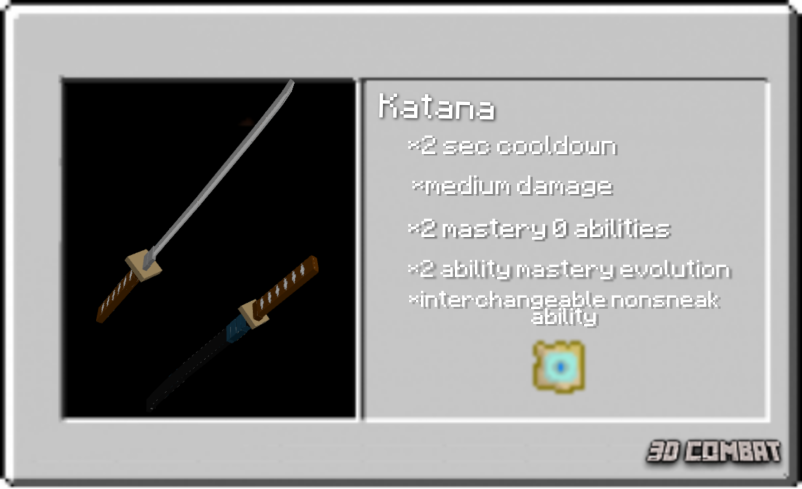 Katana
×2 sec cooldown
×medium damage
×2 mastery 0 abilities
×2 ability mastery evolution
×interchangeable nonsneak
ability
3D COMBAT